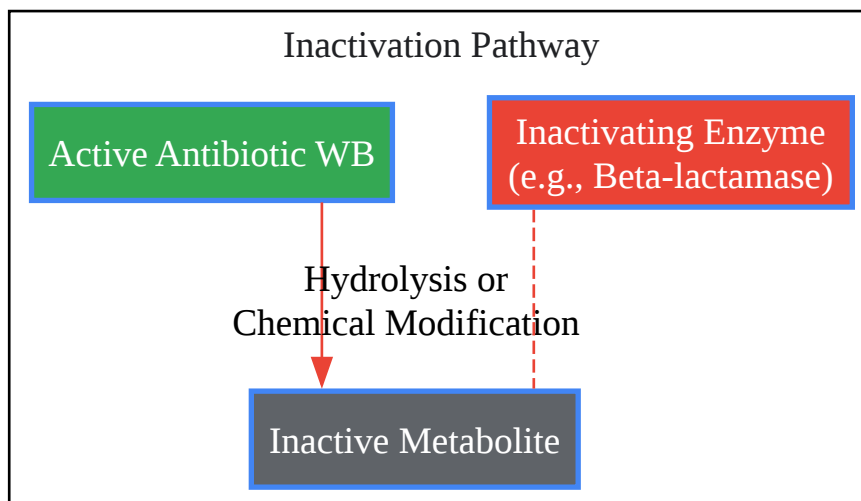 Inactivation Pathway
Active Antibiotic WB
Inactivating Enzyme
(e.g., Beta-lactamase)
Hydrolysis or
Chemical Modification
Inactive Metabolite